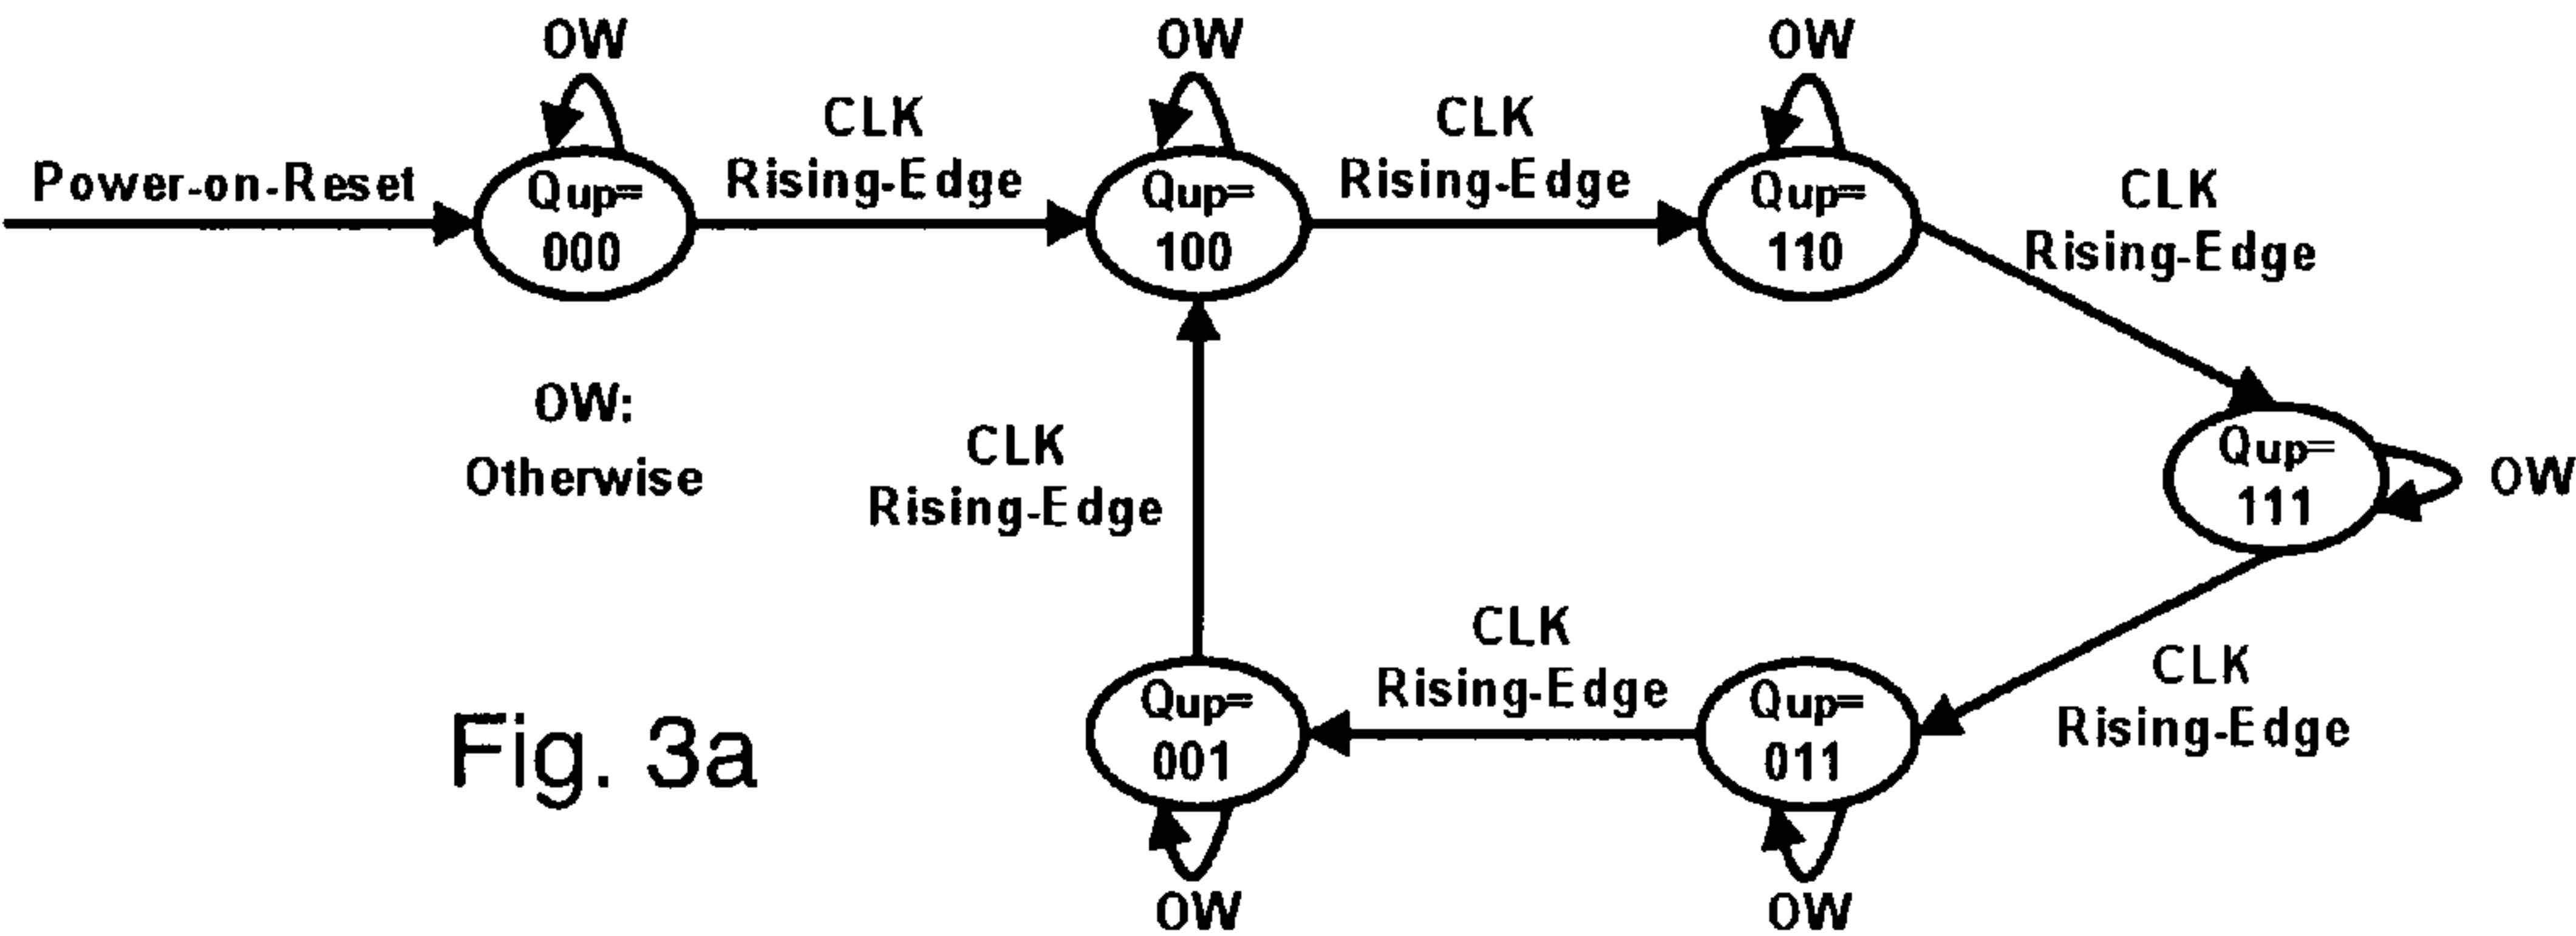 OW
OW
OW
Power-on-Reset
Qup=
000
CLK
Rising-Edge
Qup=
100
CLK
Rising-Edge
Qup=
110
CLK
Rising-Edge
OW:
Otherwise
CLK
Rising-Edge
Qup=
111
OW
CLK
Rising-Edge
Qup=
011
OW
CLK
Rising-Edge
Qup=
001
OW
Fig. 3a